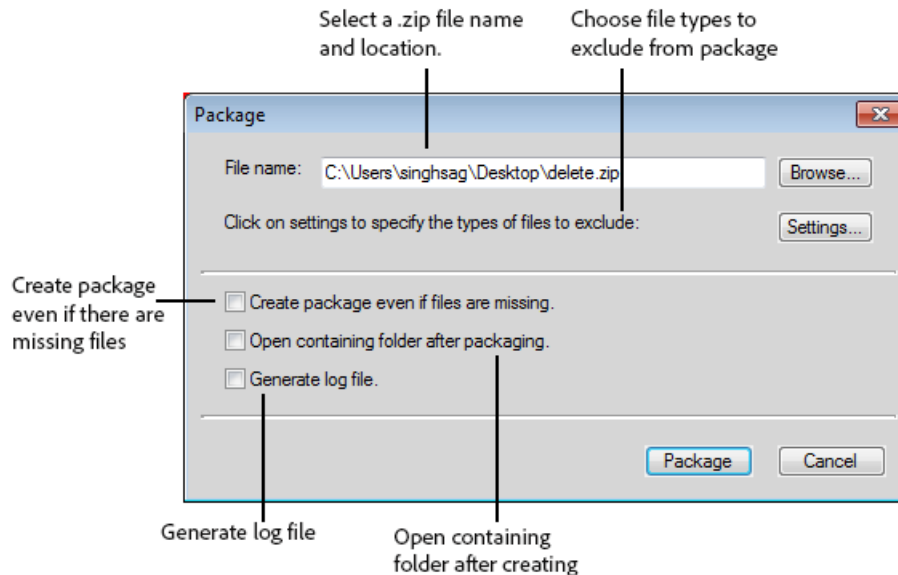 Select a .zip file name
and location.
Choose file types to
exclude from package
Package
File name:
C:\Users\singhsag\Desktop\delete.zip
Browse...
Click on settings to specify the types of files to exclude:
Settings...
Create package
even if there are
missing files
Create package even if files are missing.
Open containing folder after packaging.
Generate log file.
Package
Cancel
Generate log file
Open containing
folder after creating